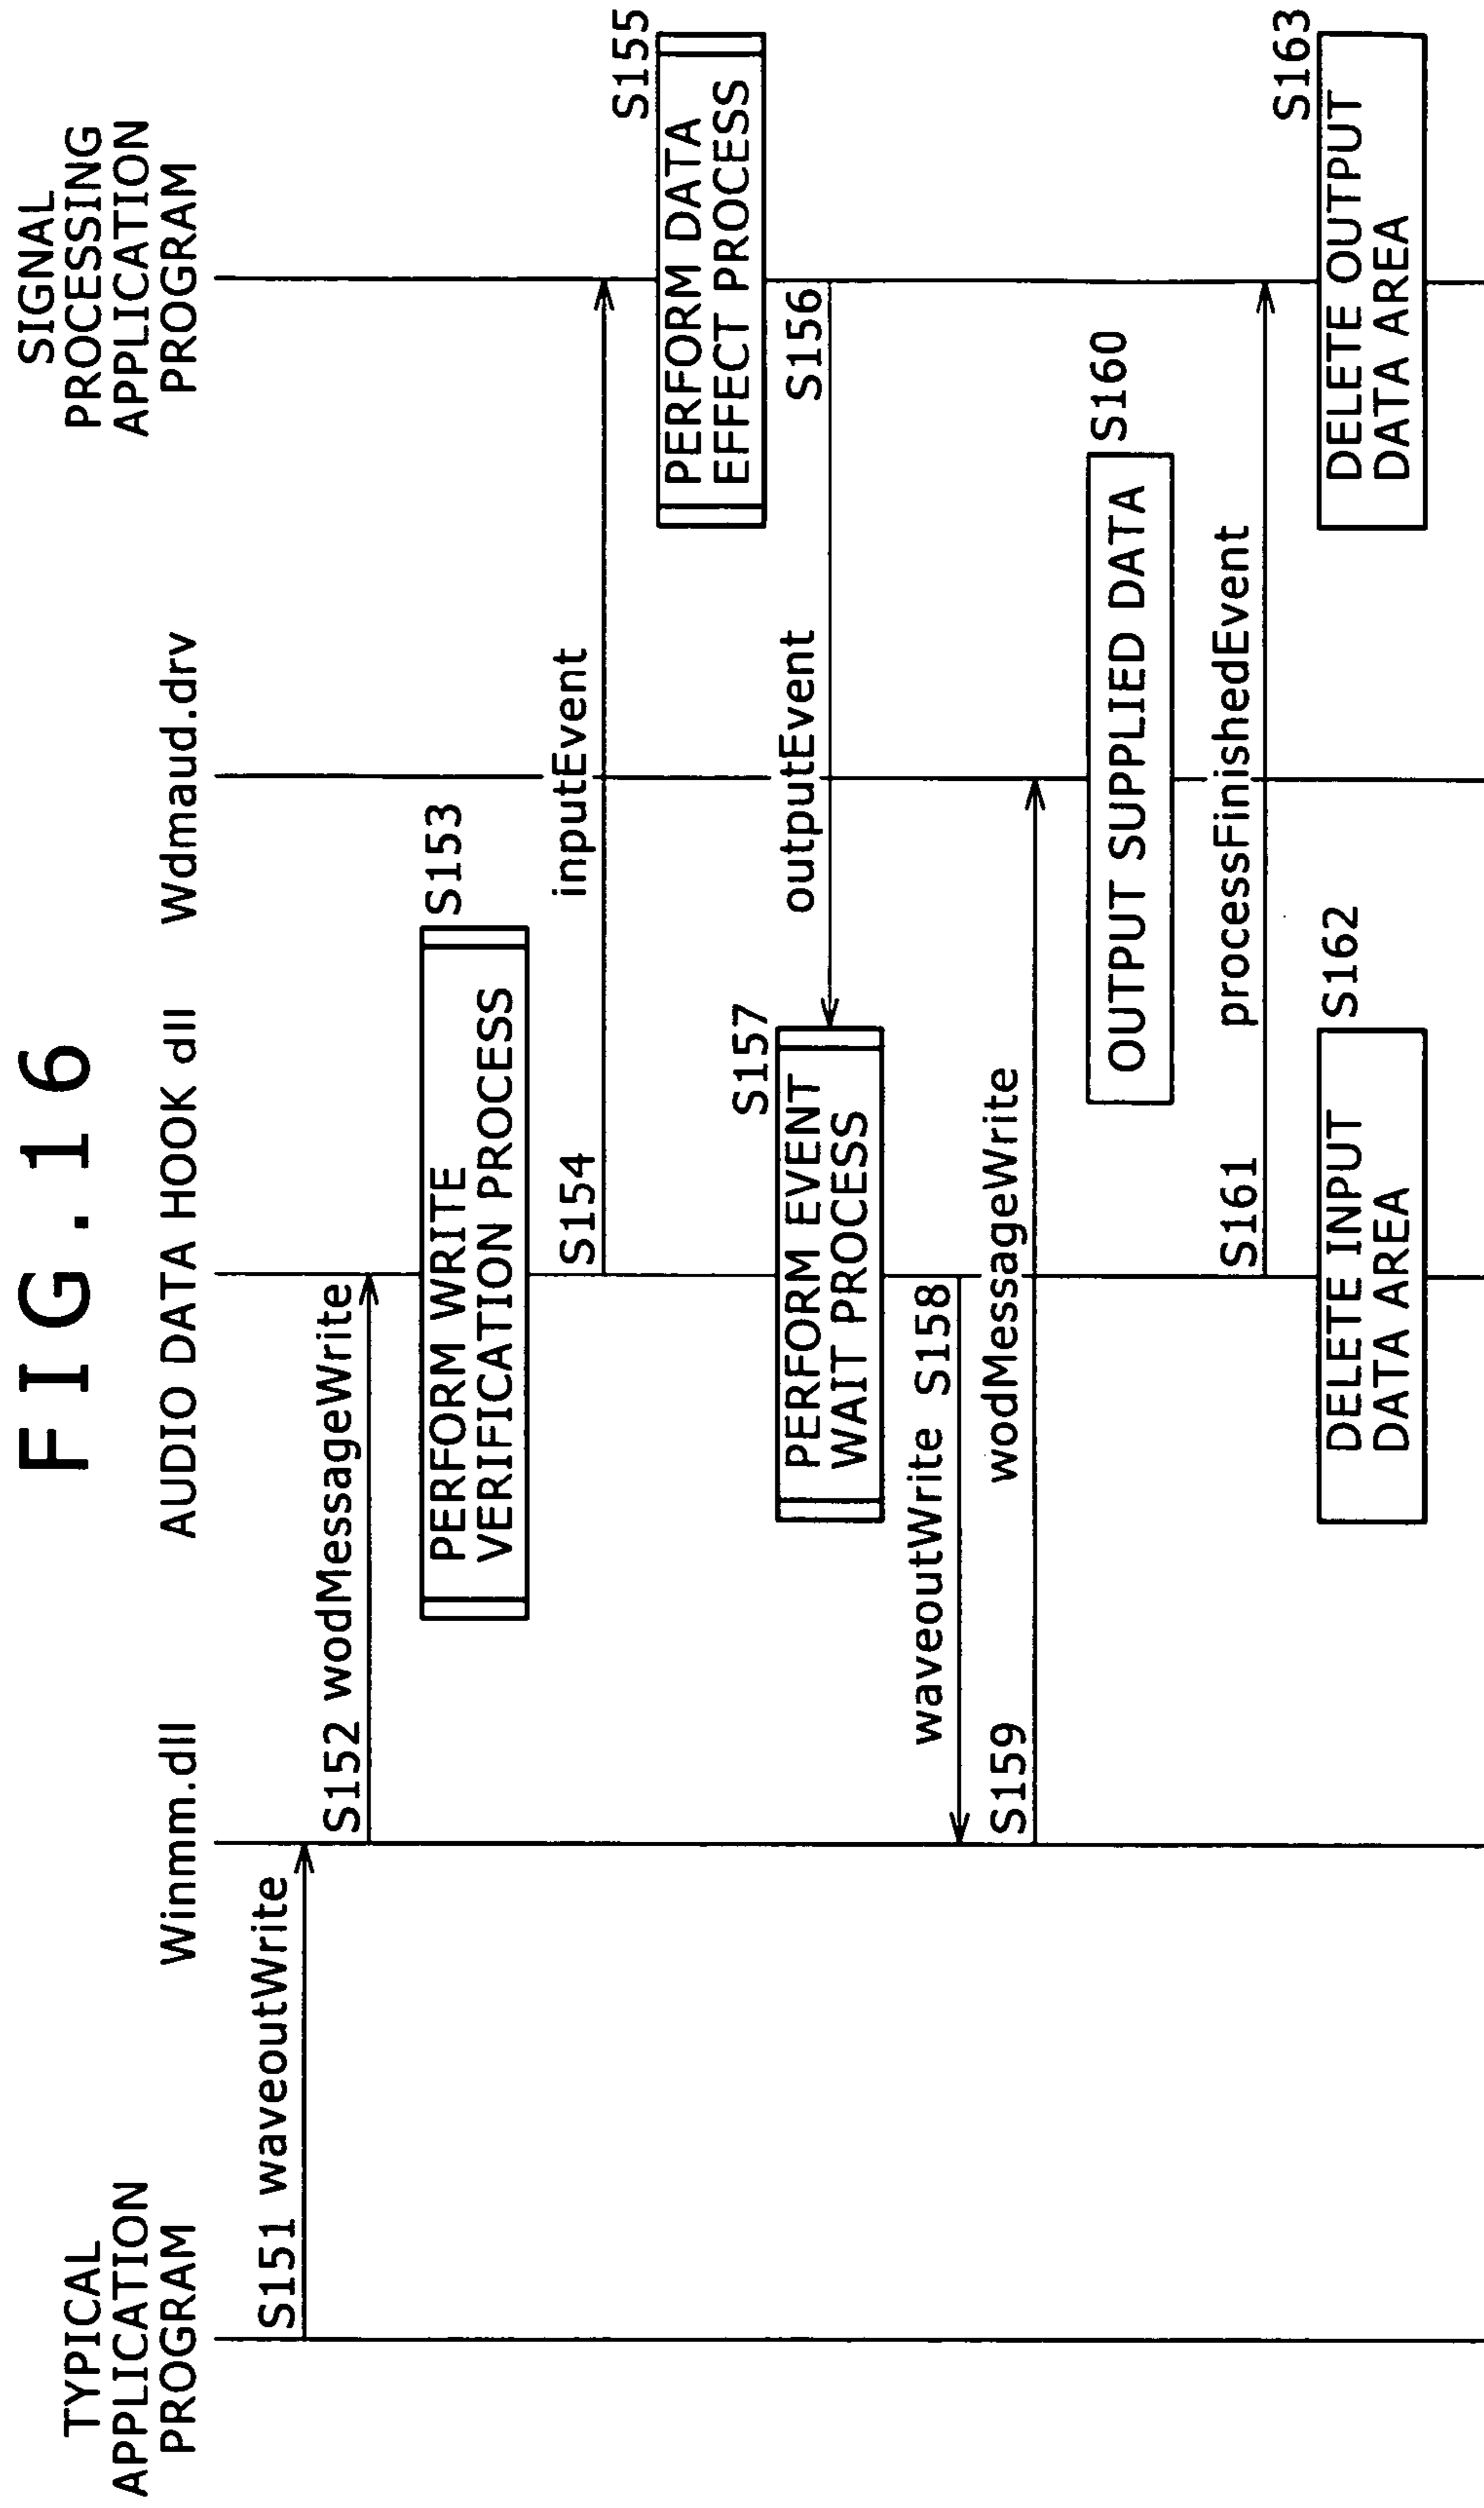 FIG. 16
TYPICAL
APPLICATION
PROGRAM
Winmm.dll
AUDIO DATA HOOK dll
Wdmaud.drv
SIGNAL
PROCESSING
APPLICATION
PROGRAM
S151 waveoutWrite
S152 wodMessageWrite
S153
PERFORM WRITE
VERIFICATION PROCESS
S154
inputEvent
S155
PERFORM DATA
EFFECT PROCESS
S156
outputEvent
S157
PERFORM EVENT
WAIT PROCESS
waveoutWrite S158
S159
wodMessageWrite
S160
OUTPUT SUPPLIED DATA
S161
processFinishedEvent
S162
DELETE INPUT
DATA AREA
S163
DELETE OUTPUT
DATA AREA